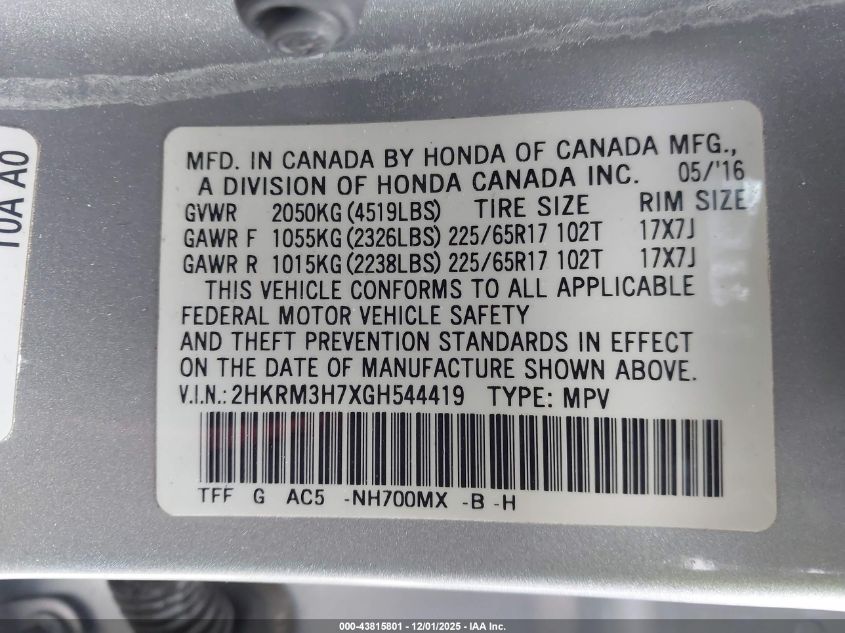 10A A0
MFD. IN CANADA BY HONDA OF CANADA MFG.,
A DIVISION OF HONDA CANADA INC. 05/'16
GVWR 2050KG (4519LBS) TIRE SIZE RIM SIZE
GAWR F 1055KG (2326LBS) 225/65R17 102T 17X7J
GAWR R 1015KG (2238LBS) 225/65R17 102T 17X7J
THIS VEHICLE CONFORMS TO ALL APPLICABLE
FEDERAL MOTOR VEHICLE SAFETY
AND THEFT PREVENTION STANDARDS IN EFFECT
ON THE DATE OF MANUFACTURE SHOWN ABOVE.
V.I.N.: 2HKRM3H7XGH544419 TYPE: MPV
TFF G AC5 -NH700MX -B -H
000-43815801 - 12/01/2025 - IAA Inc.